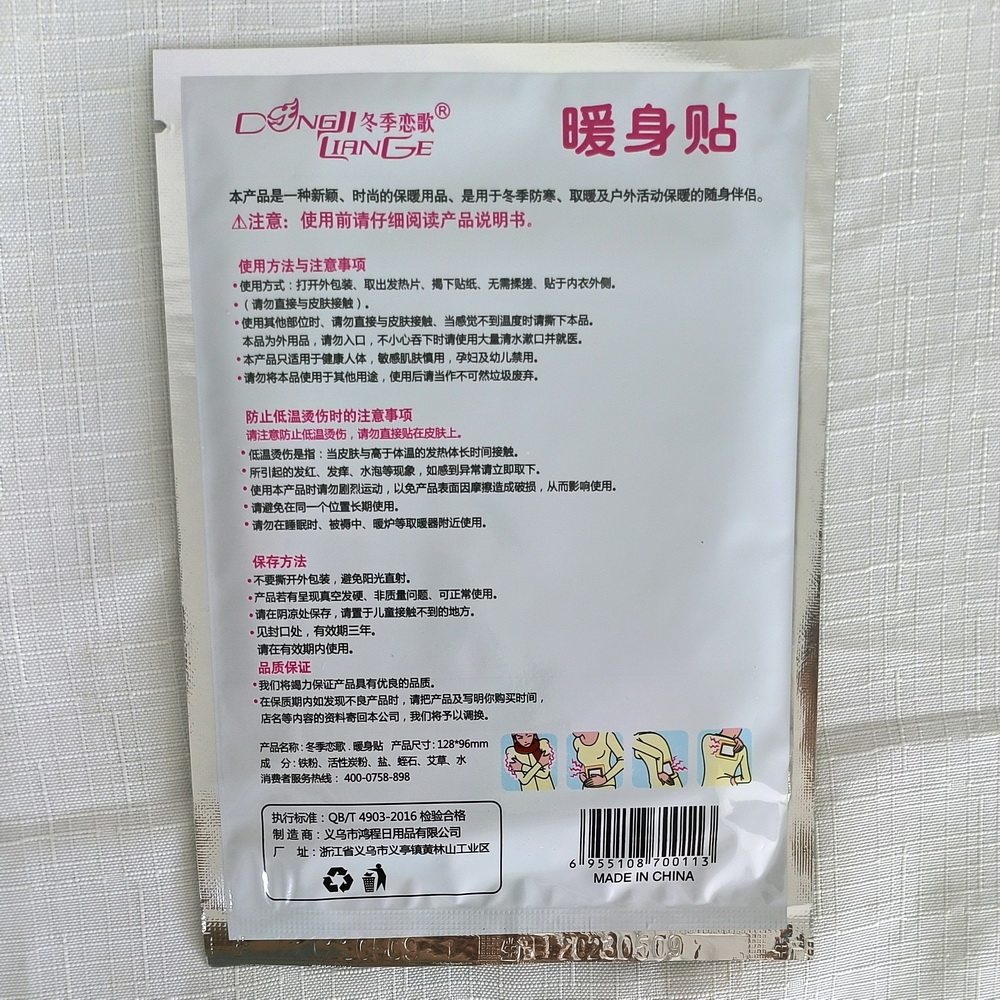 DONGJI 冬季恋歌®
LIANGE
暖身贴
本产品是一种新颖、时尚的保暖用品、是用于冬季防寒、取暖及户外活动保暖的随身伴侣。
⚠注意：使用前请仔细阅读产品说明书。
使用方法与注意事项
•使用方式：打开外包装、取出发热片、揭下贴纸、无需揉搓、贴于内衣外侧。
•（请勿直接与皮肤接触）。
•使用其他部位时、请勿直接与皮肤接触、当感觉不到温度时请撕下本品。
本品为外用品，请勿入口，不小心吞下时请使用大量清水漱口并就医。
•本产品只适用于健康人体，敏感肌肤慎用，孕妇及幼儿禁用。
•请勿将本品使用于其他用途，使用后请当作不可然垃圾废弃。
防止低温烫伤时的注意事项
请注意防止低温烫伤，请勿直接贴在皮肤上。
•低温烫伤是指：当皮肤与高于体温的发热体长时间接触。
•所引起的发红、发痒、水泡等现象，如感到异常请立即取下。
•使用本产品时请勿剧烈运动，以免产品表面因摩擦造成破损，从而影响使用。
•请避免在同一个位置长期使用。
•请勿在睡眠时、被褥中、暖炉等取暖器附近使用。
保存方法
•不要撕开外包装，避免阳光直射。
•产品若有呈现真空发硬、非质量问题、可正常使用。
•请在阴凉处保存，请置于儿童接触不到的地方。
•见封口处，有效期三年。
请在有效期内使用。
品质保证
•我们将竭力保证产品具有优良的品质。
•在保质期内如发现不良产品时，请把产品及写明你购买时间，
店名等内容的资料寄回本公司，我们将予以调换。
产品名称：冬季恋歌．暖身贴 产品尺寸：128*96mm
成 分：铁粉、活性炭粉、盐、蛭石、艾草、水
消费者服务热线： 400-0758-898
执行标准：QB/T 4903-2016 检验合格
制 造 商：义乌市鸿程日用品有限公司
厂 址：浙江省义乌市义亭镇黄林山工业区
6 955108 700113
MADE IN CHINA
20230509